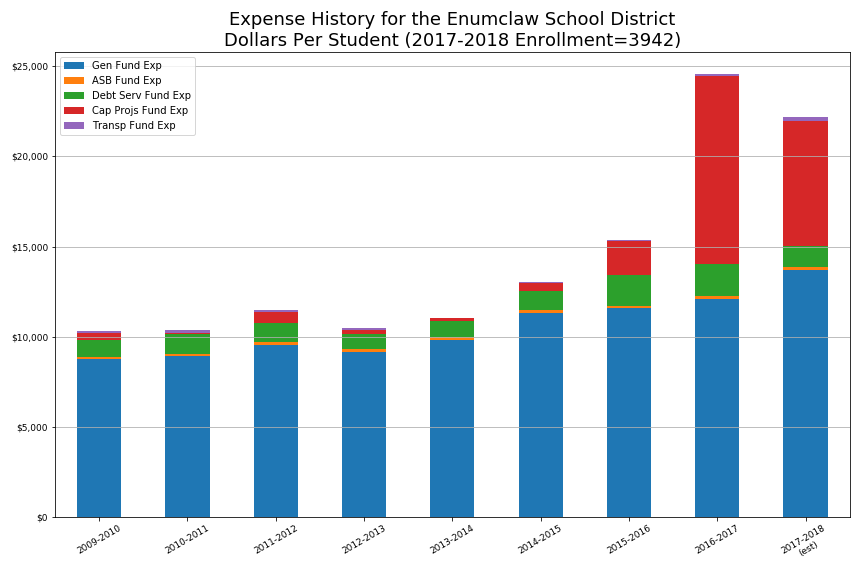 Expense History for the Enumclaw School District
Dollars Per Student (2017-2018 Enrollment=3942)
Gen Fund Exp
ASB Fund Exp
Debt Serv Fund Exp
Cap Projs Fund Exp
Transp Fund Exp
$25,000
$20,000
$15,000
$10,000
$5,000
$0
2009-2010
2010-2011
2011-2012
2012-2013
2013-2014
2014-2015
2015-2016
2016-2017
2017-2018
(est)